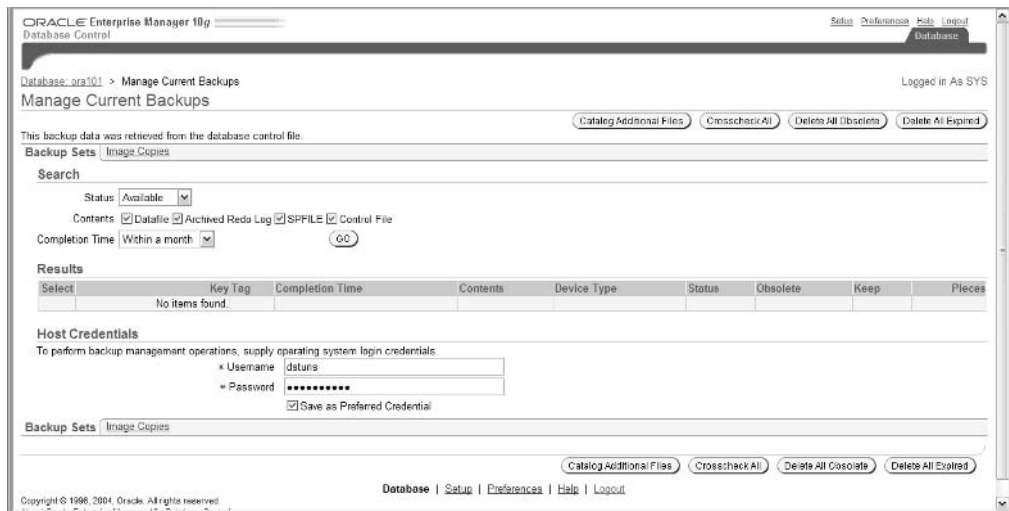 ORACLE Enterprise Manager 10g
Database Control
Setup Preferences Help Logout
Database
Database: ora101 > Manage Current Backups
Logged in As SYS
Manage Current Backups
Catalog Additional Files Crosscheck All Delete All Obsolete Delete All Expired
This backup data was retrieved from the database control file.
Backup Sets Image Copies
Search
Status Available
Contents Datafile Archived Redo Log SPFILE Control File
Completion Time Within a month GO
Results
Select Key Tag Completion Time Contents Device Type Status Obsolete Keep Pieces
No items found.
Host Credentials
To perform backup management operations, supply operating system login credentials.
* Username dstuns
* Password ••••••••••
Save as Preferred Credential
Backup Sets Image Copies
Catalog Additional Files Crosscheck All Delete All Obsolete Delete All Expired
Database | Setup | Preferences | Help | Logout
Copyright © 1996, 2004, Oracle. All rights reserved.